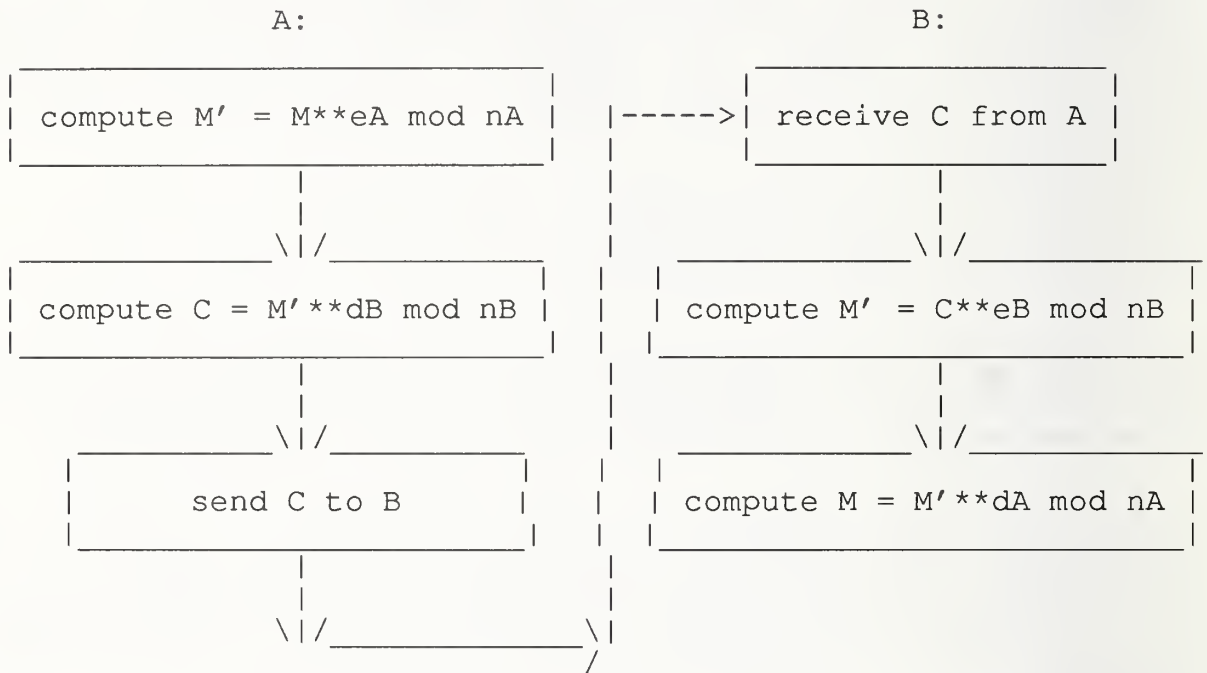 A:
compute M' = M**eA mod nA
compute C = M'**dB mod nB
send C to B
B:
receive C from A
compute M' = C**eB mod nB
compute M = M'**dA mod nA